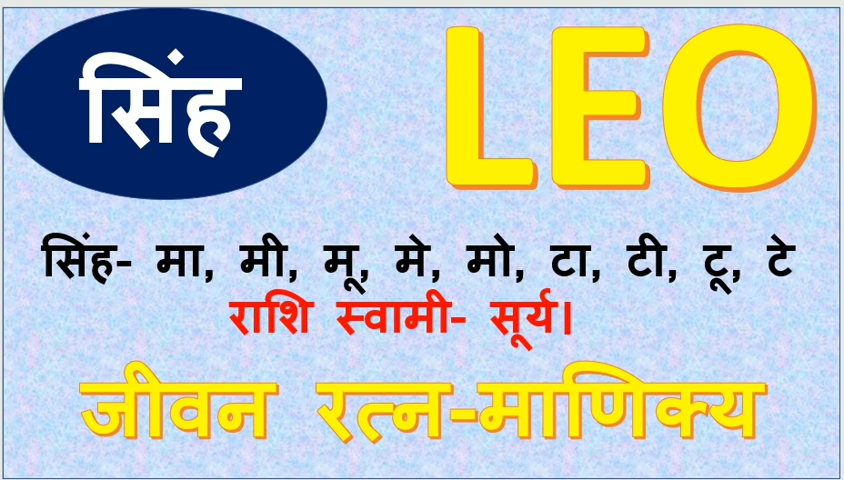 सिंह
LEO
सिंह- मा, मी, मू, मे, मो, टा, टी, टू, टे
राशि स्वामी- सूर्य।
जीवन रत्न-माणिक्य